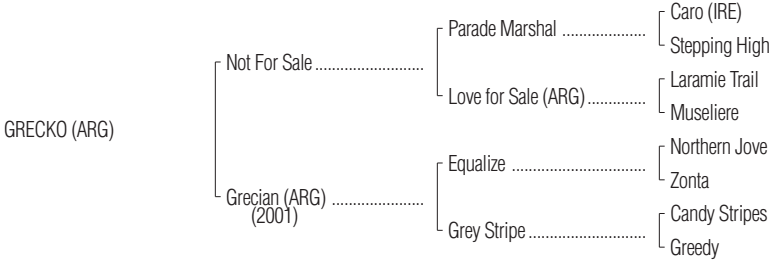 Caro (IRE)
Parade Marshal ....................
Stepping High
Not For Sale ..........................
Laramie Trail
Love for Sale (ARG) ..............
Museliere
GRECKO (ARG)
Northern Jove
Equalize ................................
Zonta
Grecian (ARG) ......................
(2001)
Candy Stripes
Grey Stripe ............................
Greedy